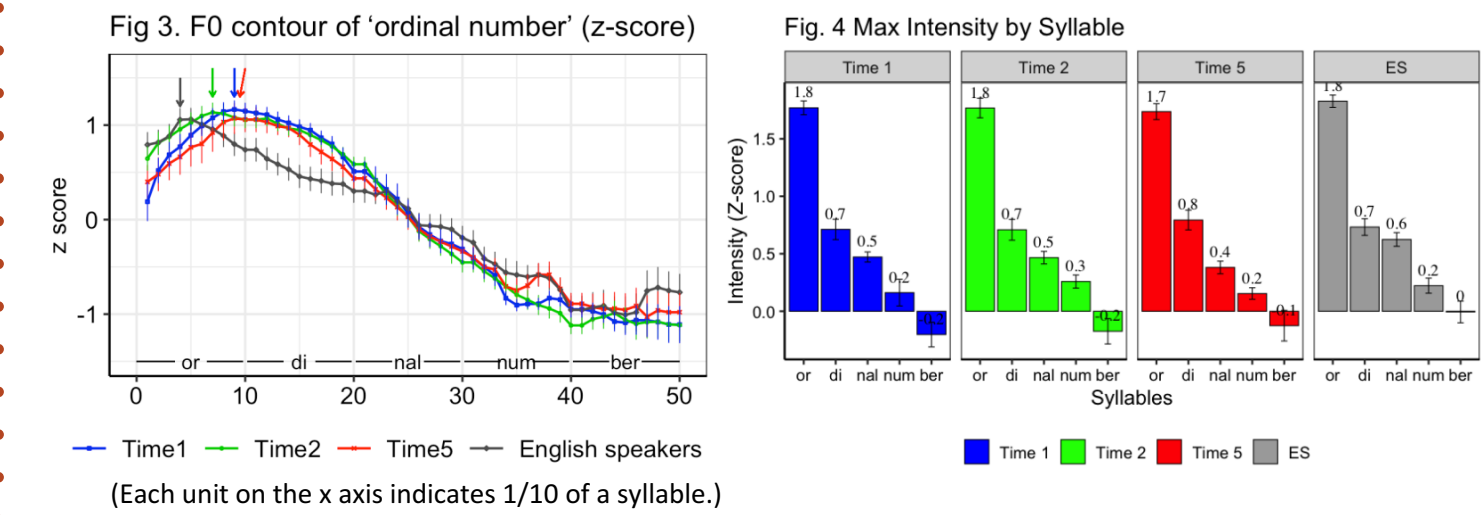 Fig 3. F0 contour of ‘ordinal number’ (z-score)
z score
1
0
-1
or di nal num ber
0 10 20 30 40 50
Time1 Time2 Time5 English speakers
(Each unit on the x axis indicates 1/10 of a syllable.)
Fig. 4 Max Intensity by Syllable
Time 1 Time 2 Time 5 ES
Intensity (Z-score)
1.5
1.0
0.5
0.0
1.8 0.7 0.5 0.2 -0.2
1.8 0.7 0.5 0.3 -0.2
1.7 0.8 0.4 0.2 -0.1
1.8 0.7 0.6 0.2 0
or di nal num ber or di nal num ber or di nal num ber or di nal num ber
Syllables
Time 1 Time 2 Time 5 ES